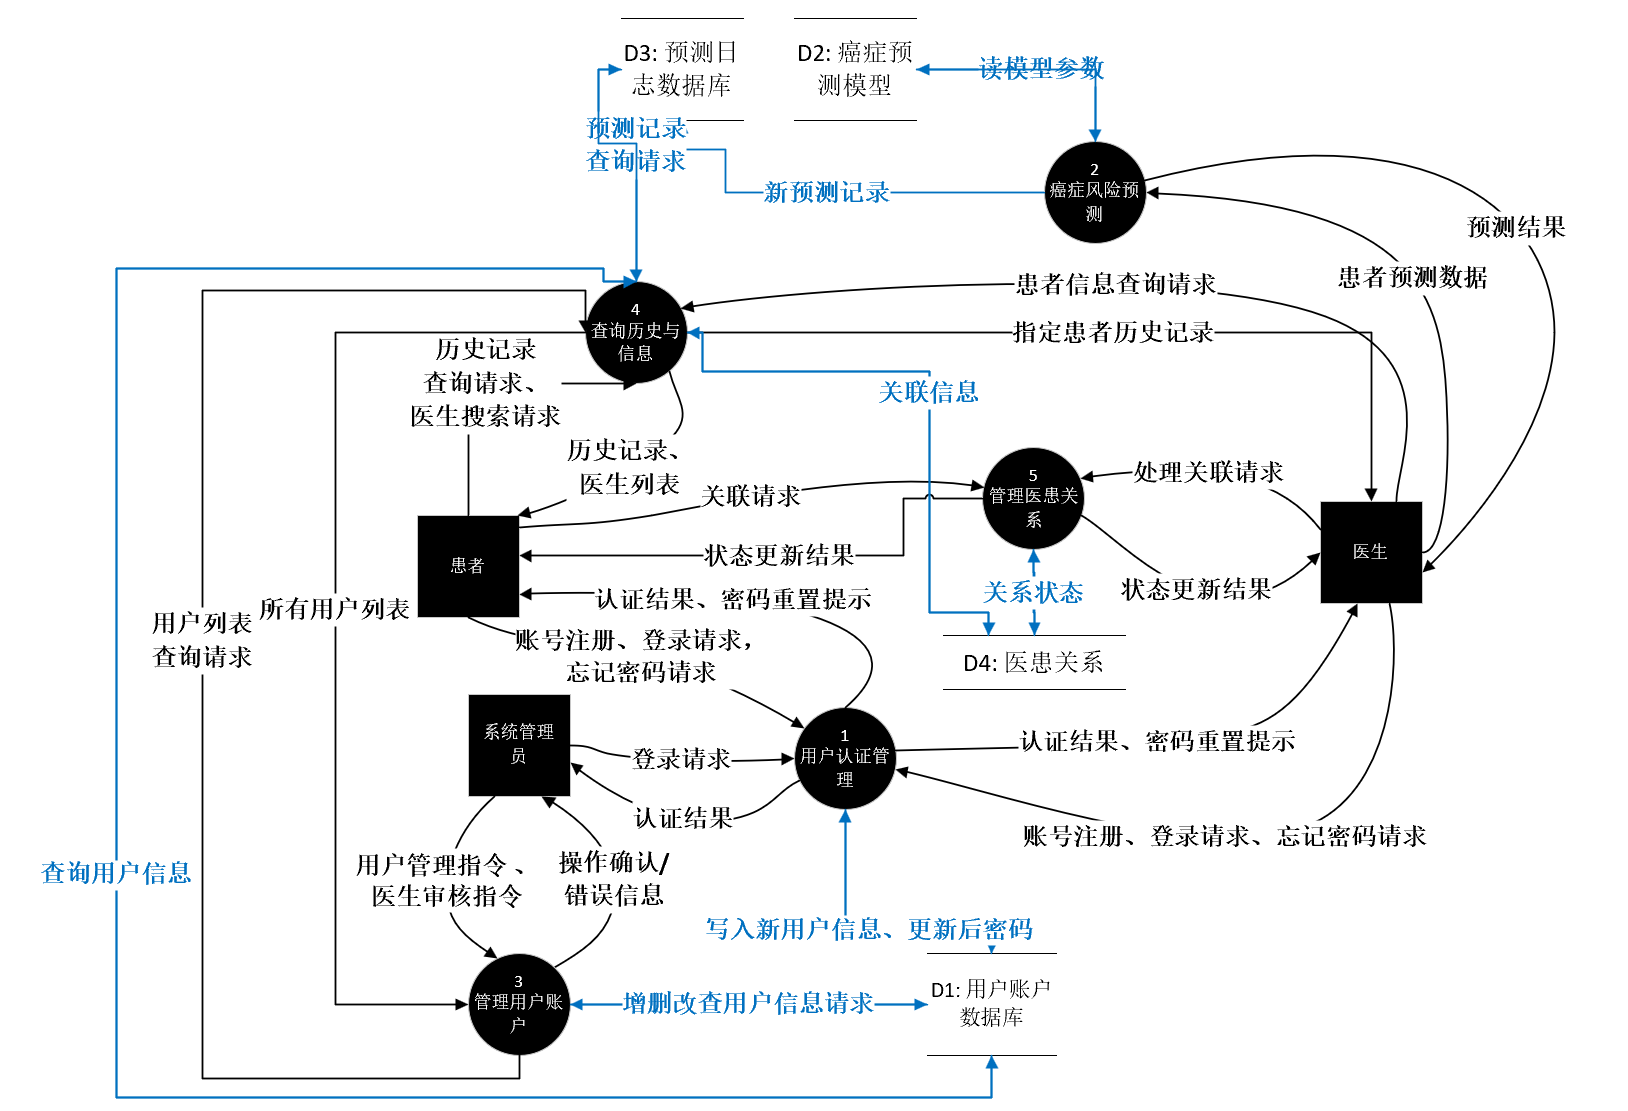 D3: 预测日
志数据库
D2: 癌症预
测模型
读模型参数
预测记录
查询请求
新预测记录
2
癌症风险预
测
预测结果
患者预测数据
患者信息查询请求
4
查询历史与
信息
指定患者历史记录
历史记录
查询请求、
医生搜索请求
关联信息
历史记录、
医生列表
关联请求
5
管理医患关
系
处理关联请求
患者
状态更新结果
医生
关系状态
状态更新结果
认证结果、密码重置提示
所有用户列表
用户列表
查询请求
账号注册、登录请求，
忘记密码请求
D4: 医患关系
系统管理
员
登录请求
1
用户认证管
理
认证结果、密码重置提示
认证结果
账号注册、登录请求、忘记密码请求
用户管理指令 、
医生审核指令
操作确认/
错误信息
查询用户信息
写入新用户信息、更新后密码
3
管理用户账
户
增删改查用户信息请求
D1: 用户账户
数据库